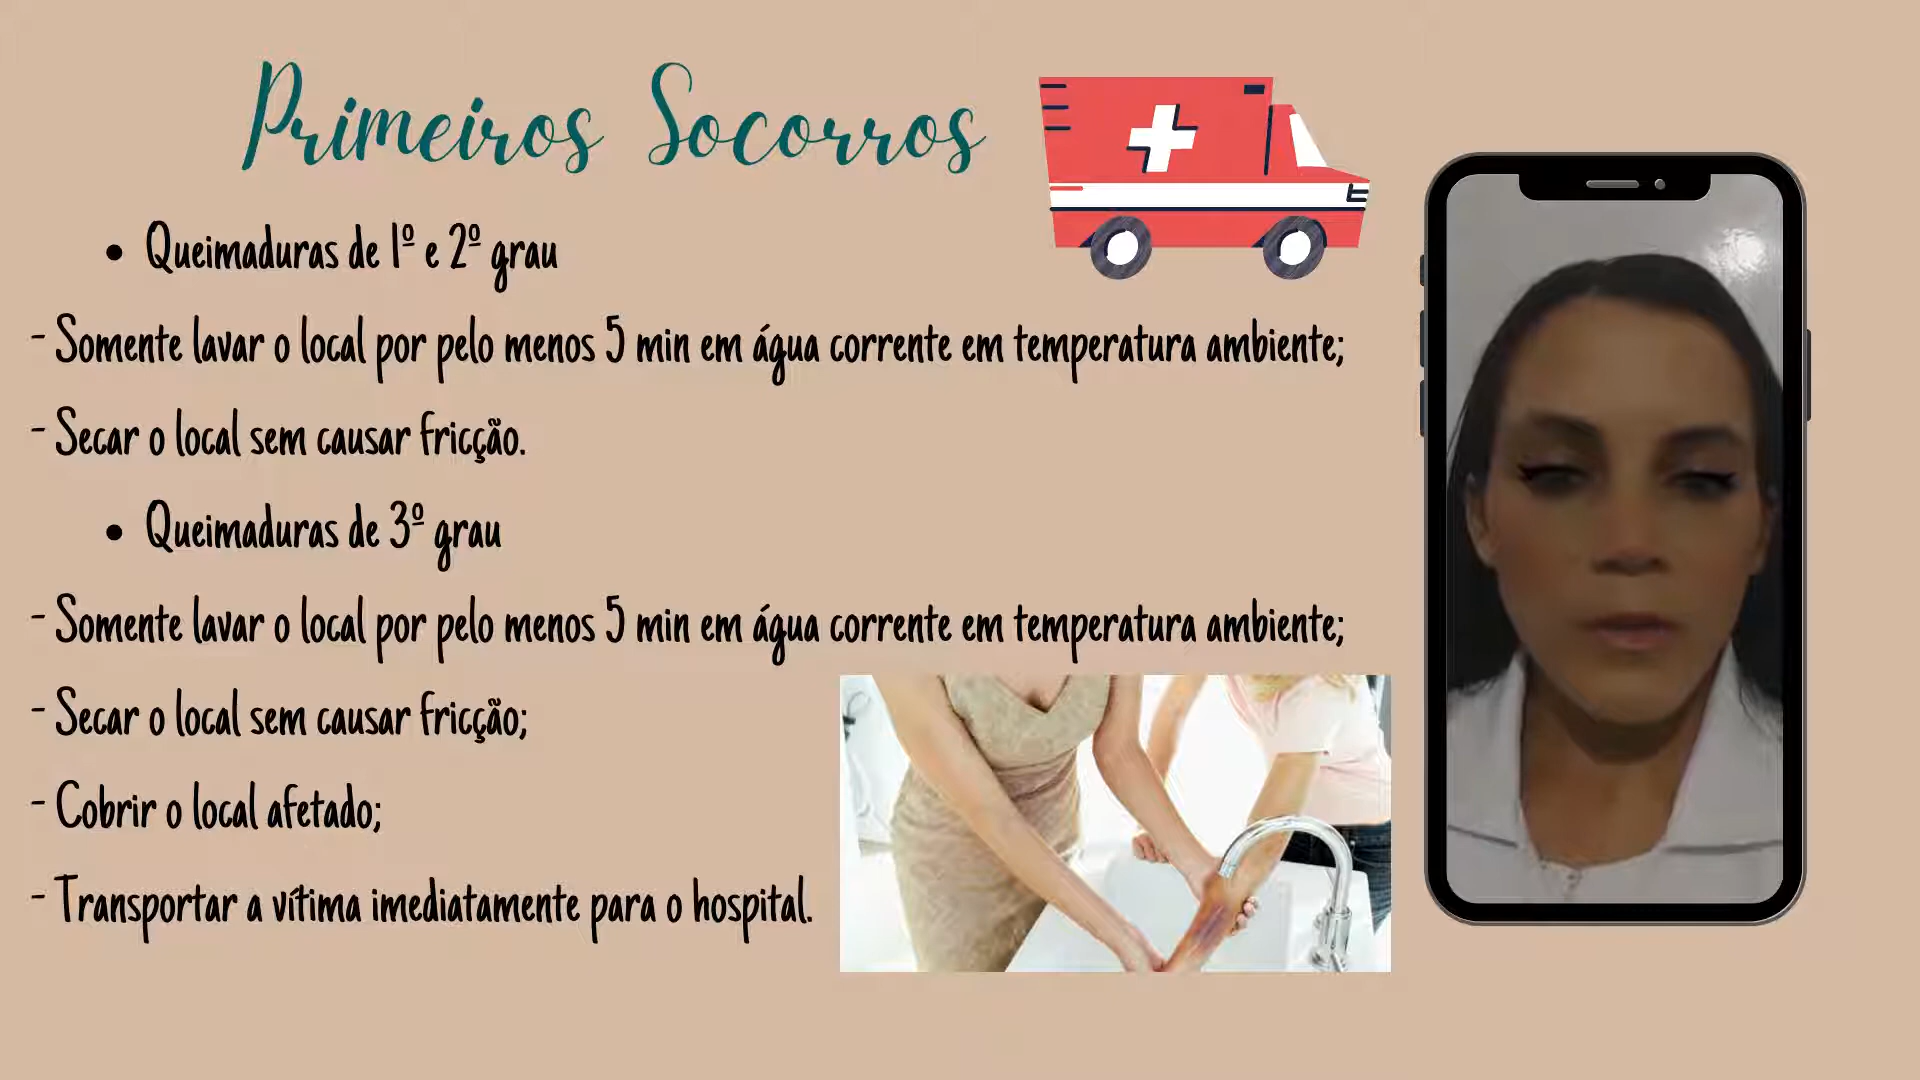 Primeiros Socorros
• Queimaduras de 1º e 2º grau
- Somente lavar o local por pelo menos 5 min em água corrente em temperatura ambiente;
- Secar o local sem causar fricção.
• Queimaduras de 3º grau
- Somente lavar o local por pelo menos 5 min em água corrente em temperatura ambiente;
- Secar o local sem causar fricção;
- Cobrir o local afetado;
- Transportar a vítima imediatamente para o hospital.